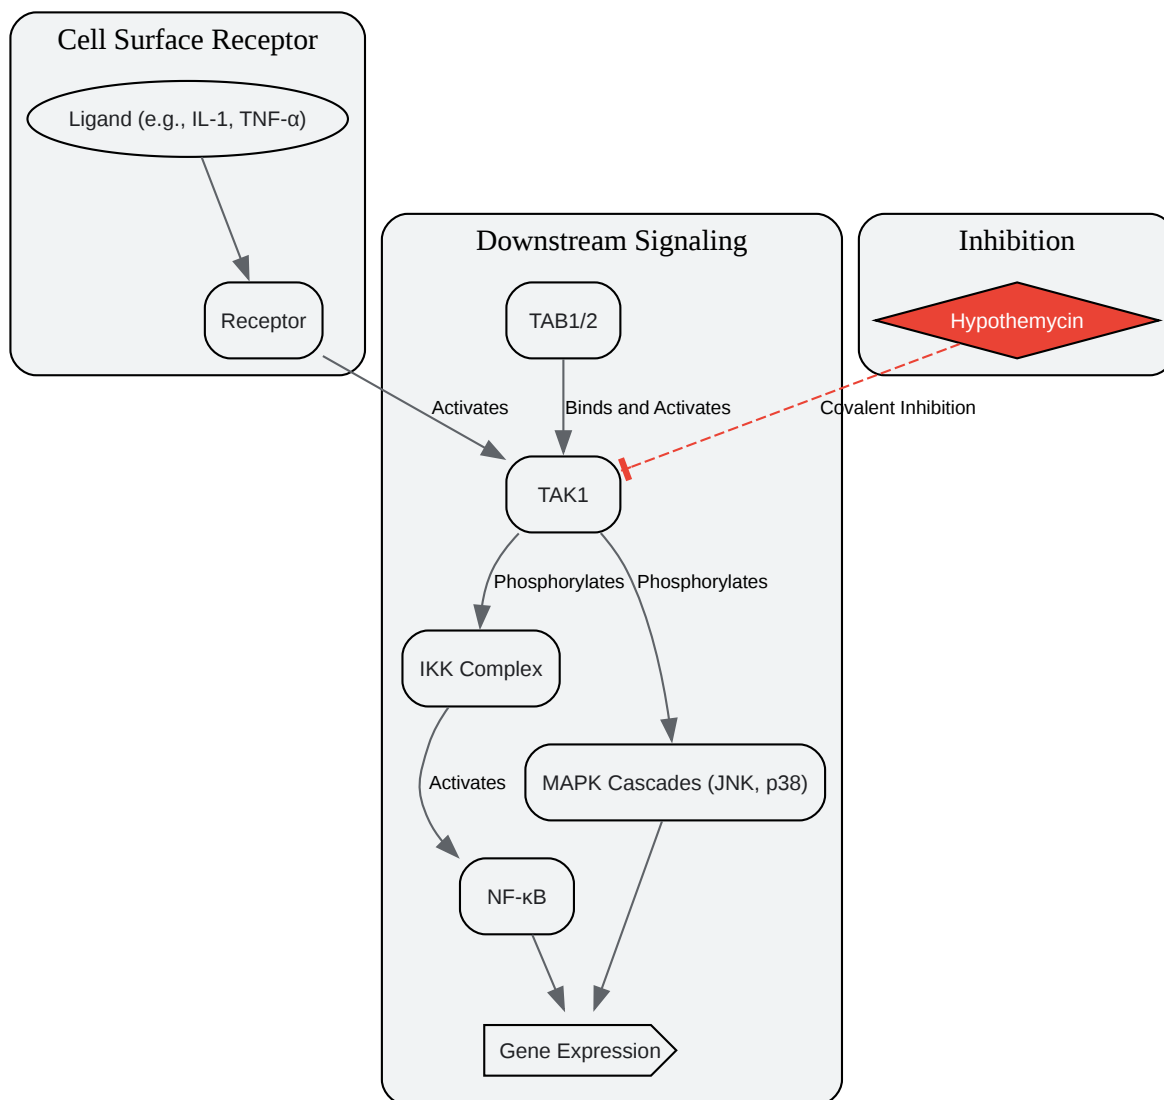 Cell Surface Receptor
Ligand (e.g., IL-1, TNF-α)
Receptor
Downstream Signaling
Inhibition
TAB1/2
Hypothemycin
Activates
Binds and Activates
Covalent Inhibition
TAK1
Phosphorylates
Phosphorylates
IKK Complex
Activates
MAPK Cascades (JNK, p38)
NF-κB
Gene Expression